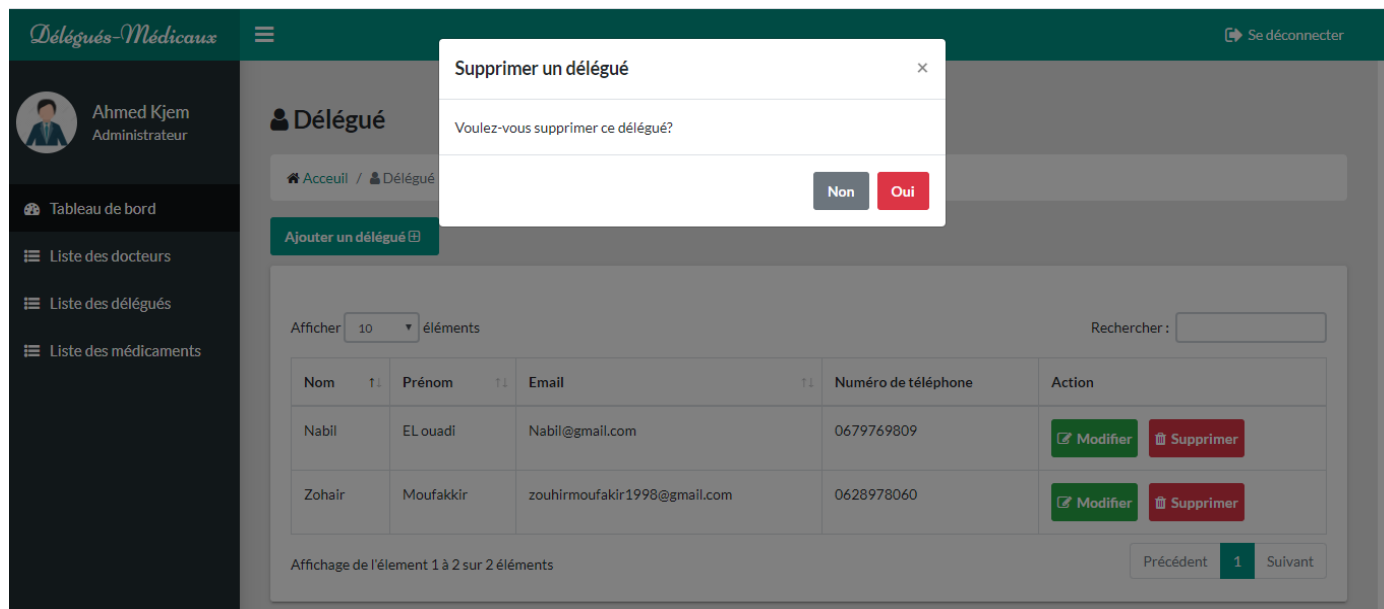 Délégués-Médicaux
Se déconnecter
Supprimer un délégué ×
Voulez-vous supprimer ce délégué?
Non Oui
Ahmed Kjem
Administrateur
Tableau de bord
Liste des docteurs
Liste des délégués
Liste des médicaments
Délégué
Acceuil / Délégué
Ajouter un délégué
Afficher 10 éléments
Rechercher :
Nom Prénom Email Numéro de téléphone Action
Nabil EL ouadi Nabil@gmail.com 0679769809 Modifier Supprimer
Zohair Moufakkir zouhirmoufakir1998@gmail.com 0628978060 Modifier Supprimer
Affichage de l'élement 1 à 2 sur 2 éléments
Précédent 1 Suivant